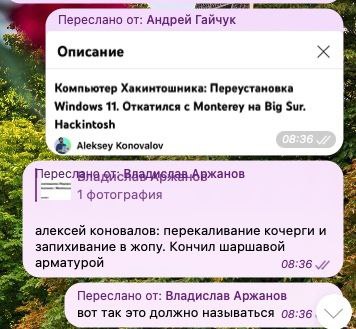 Переслано от: Андрей Гайчук
Описание
Компьютер Хакинтошника: Переустановка
Windows 11. Откатился с Monterey на Big Sur.
Hackintosh
Aleksey Konovalov
08:36
Переслано от: Владислав Аржанов
Владислав Аржанов
1 фотография
алексей коновалов: перекаливание кочерги и
запихивание в жопу. Кончил шаршавой
арматурой
08:36
Переслано от: Владислав Аржанов
вот так это должно называться
08:36